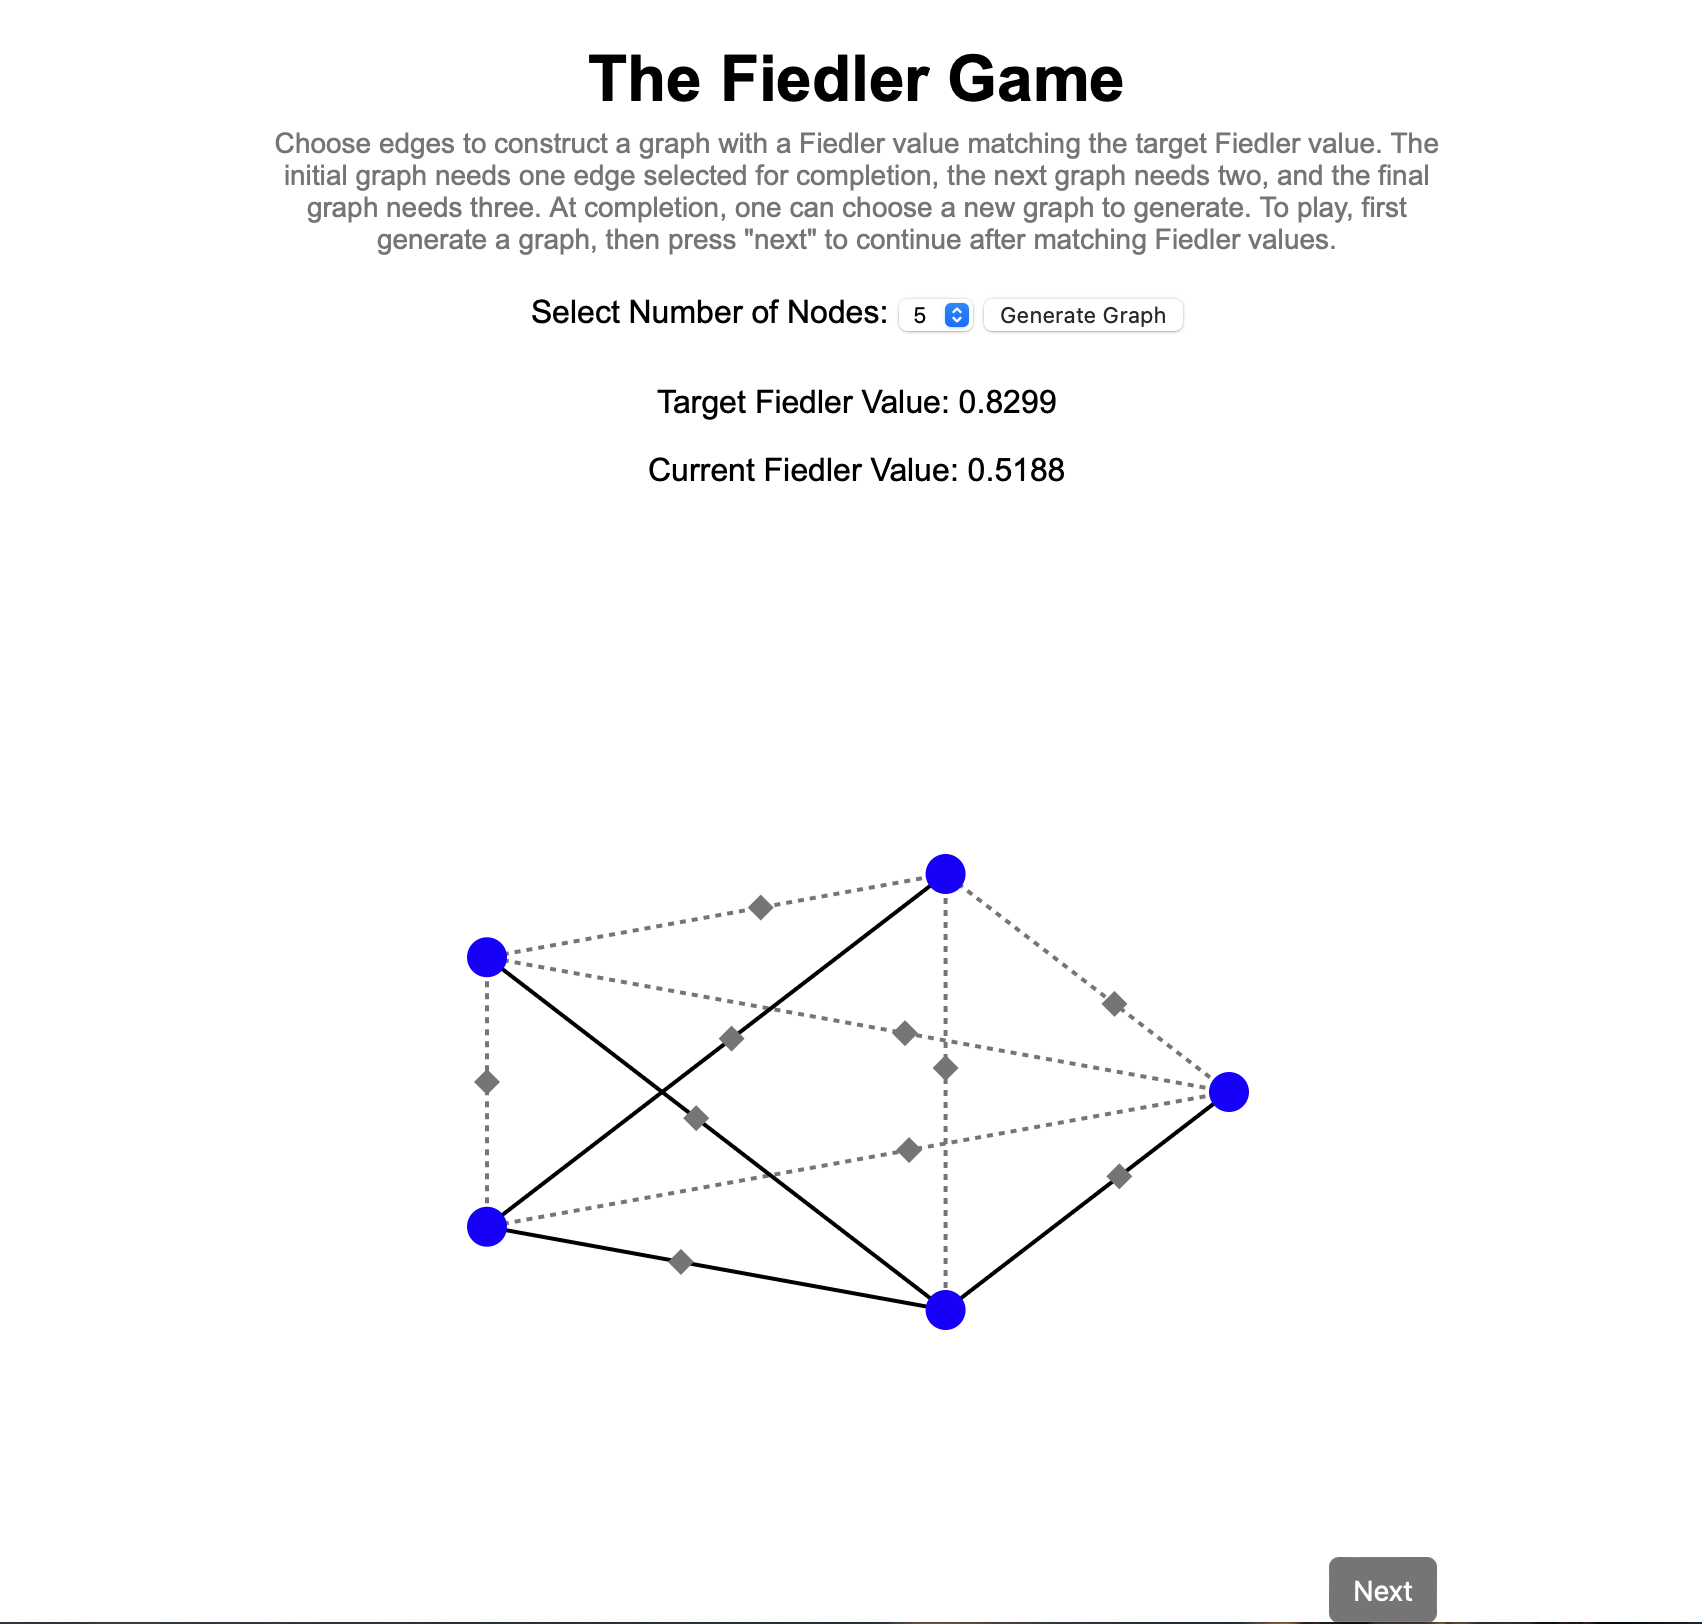 The Fiedler Game
Choose edges to construct a graph with a Fiedler value matching the target Fiedler value. The
initial graph needs one edge selected for completion, the next graph needs two, and the final
graph needs three. At completion, one can choose a new graph to generate. To play, first
generate a graph, then press "next" to continue after matching Fiedler values.
Select Number of Nodes: 5 Generate Graph
Target Fiedler Value: 0.8299
Current Fiedler Value: 0.5188
Next